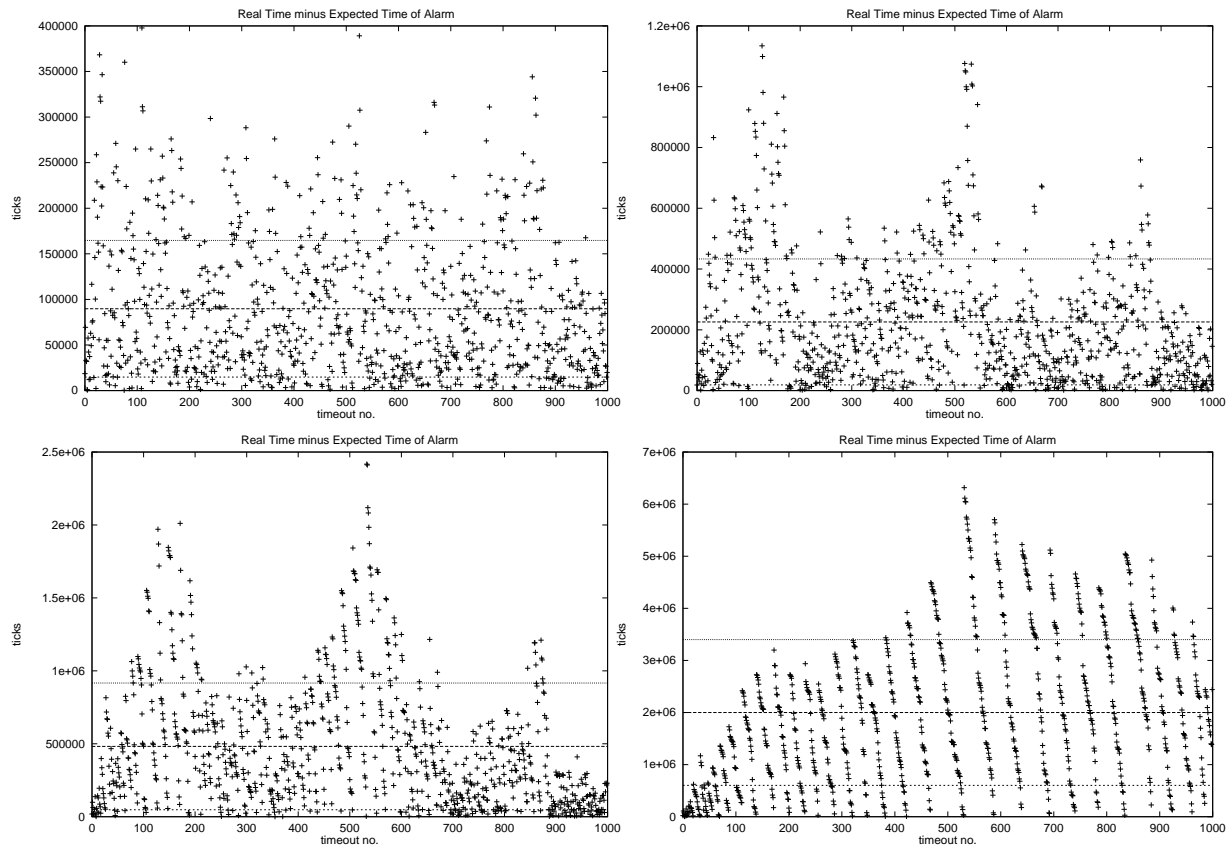 Real Time minus Expected Time of Alarm
400000
350000
300000
250000
200000
150000
100000
50000
0
ticks
0 100 200 300 400 500 600 700 800 900 1000
timeout no.
Real Time minus Expected Time of Alarm
1.2e+06
1e+06
800000
600000
400000
200000
0
ticks
0 100 200 300 400 500 600 700 800 900 1000
timeout no.
Real Time minus Expected Time of Alarm
2.5e+06
2e+06
1.5e+06
1e+06
500000
0
ticks
0 100 200 300 400 500 600 700 800 900 1000
timeout no.
Real Time minus Expected Time of Alarm
7e+06
6e+06
5e+06
4e+06
3e+06
2e+06
1e+06
0
ticks
0 100 200 300 400 500 600 700 800 900 1000
timeout no.